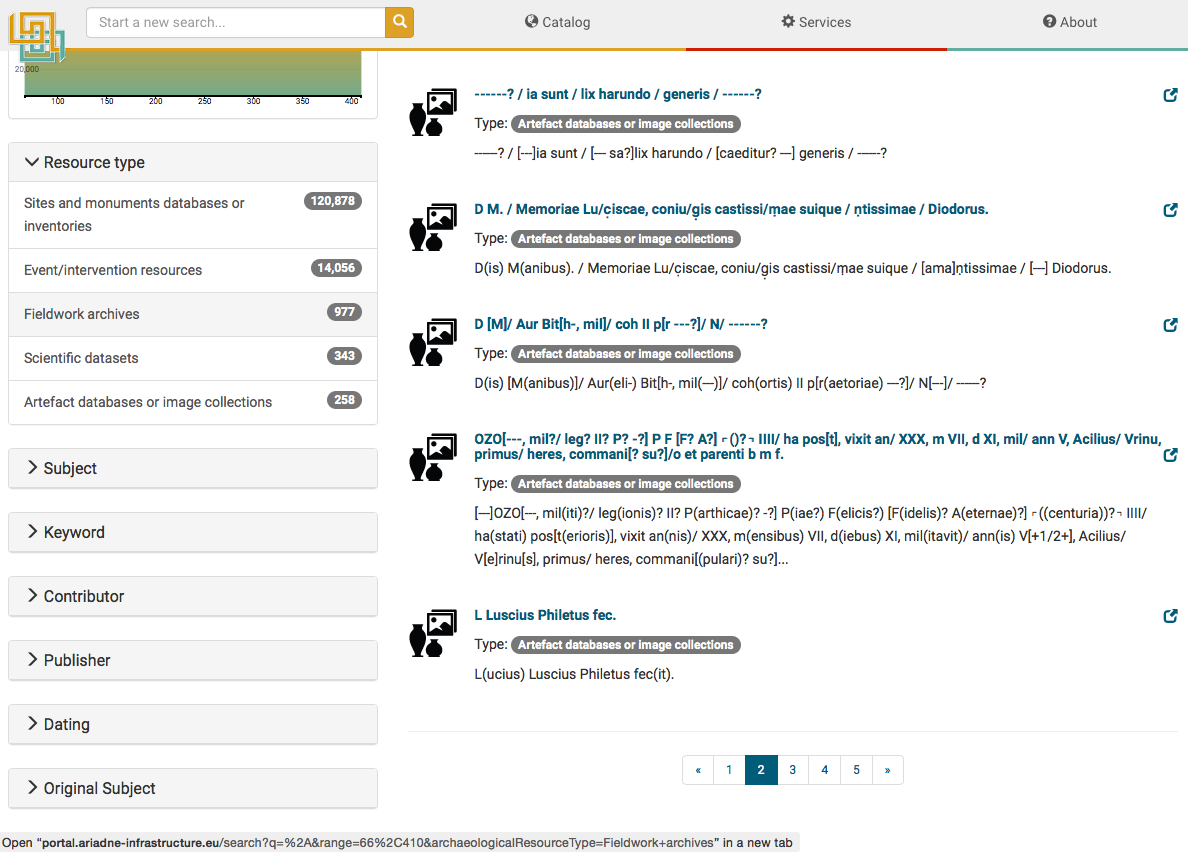 Start a new search...
Catalog
Services
About
20,000
100 150 200 250 300 350 400
Resource type
Sites and monuments databases or
inventories
120,878
Event/intervention resources
14,056
Fieldwork archives
977
Scientific datasets
343
Artefact databases or image collections
258
Subject
Keyword
Contributor
Publisher
Dating
Original Subject
------? / ia sunt / lix harundo / generis / ------?
Type: Artefact databases or image collections
------? / [---]ia sunt / [--- sa?]lix harundo / [caeditur? ---] generis / ------?
D M. / Memoriae Lu/c̣iscae, coniu/g̣is castissi/ṃae suique / ṇtissimae / Diodorus.
Type: Artefact databases or image collections
D(is) M(anibus). / Memoriae Lu/c̣iscae, coniu/g̣is castissi/ṃae suique / [ama]ṇtissimae / [---] Diodorus.
D [M]/ Aur Bit[h-, mil]/ coh II p[r ---?]/ N/ ------?
Type: Artefact databases or image collections
D(is) [M(anibus)]/ Aur(eli-) Bit[h-, mil(---)]/ coh(ortis) II p[r(aetoriae) ---?]/ N[---]/ ------?
OZO[---, mil?/ leg? II? P? -?] P F [F? A?] ⌜()?⌝ IIII/ ha pos[t], vixit an/ XXX, m VII, d XI, mil/ ann V, Acilius/ Vrinu,
primus/ heres, commani[? su?]/o et parenti b m f.
Type: Artefact databases or image collections
[---]OZO[---, mil(iti)?/ leg(ionis)? II? P(arthicae)? -?] P(iae?) F(elicis?) [F(idelis)? A(eternae)?] ⌜((centuria))?⌝ IIII/
ha(stati) pos[t(erioris)], vixit an(nis)/ XXX, m(ensibus) VII, d(iebus) XI, mil(itavit)/ ann(is) V[+1/2+], Acilius/
V[e]rinu[s], primus/ heres, commani[(pulari)? su?]...
L Luscius Philetus fec.
Type: Artefact databases or image collections
L(ucius) Luscius Philetus fec(it).
« 1 2 3 4 5 »
Open “portal.ariadne-infrastructure.eu/search?q=%2A&range=66%2C410&archaeologicalResourceType=Fieldwork+archives” in a new tab